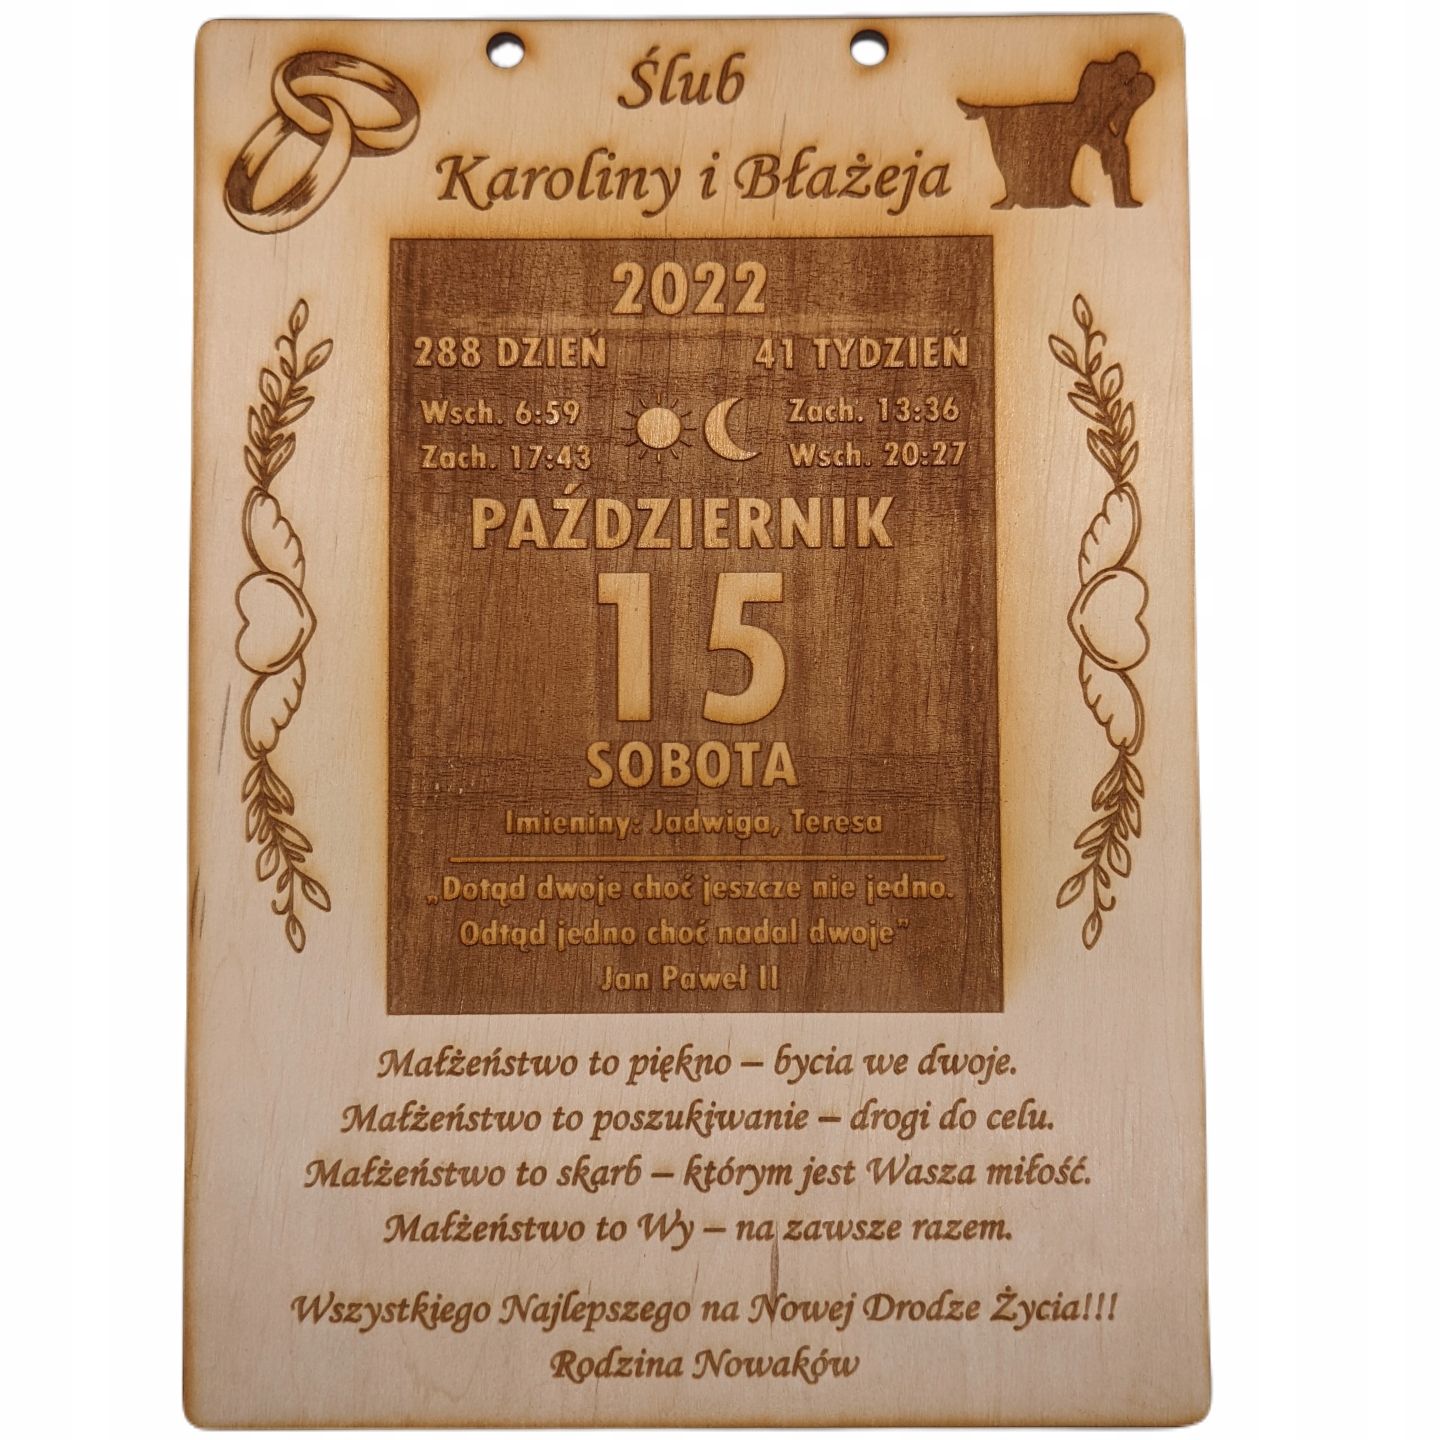 Ślub
Karoliny i Błażeja
2022
288 DZIEŃ 41 TYDZIEŃ
Wsch. 6:59 Zach. 13:36
Zach. 17:43 Wsch. 20:27
PAŹDZIERNIK
15
SOBOTA
Imieniny: Jadwiga, Teresa
„Dotąd dwoje choć jeszcze nie jedno.
Odtąd jedno choć nadal dwoje”
Jan Paweł II
Małżeństwo to piękno – bycia we dwoje.
Małżeństwo to poszukiwanie – drogi do celu.
Małżeństwo to skarb – którym jest Wasza miłość.
Małżeństwo to Wy – na zawsze razem.
Wszystkiego Najlepszego na Nowej Drodze Życia!!!
Rodzina Nowaków